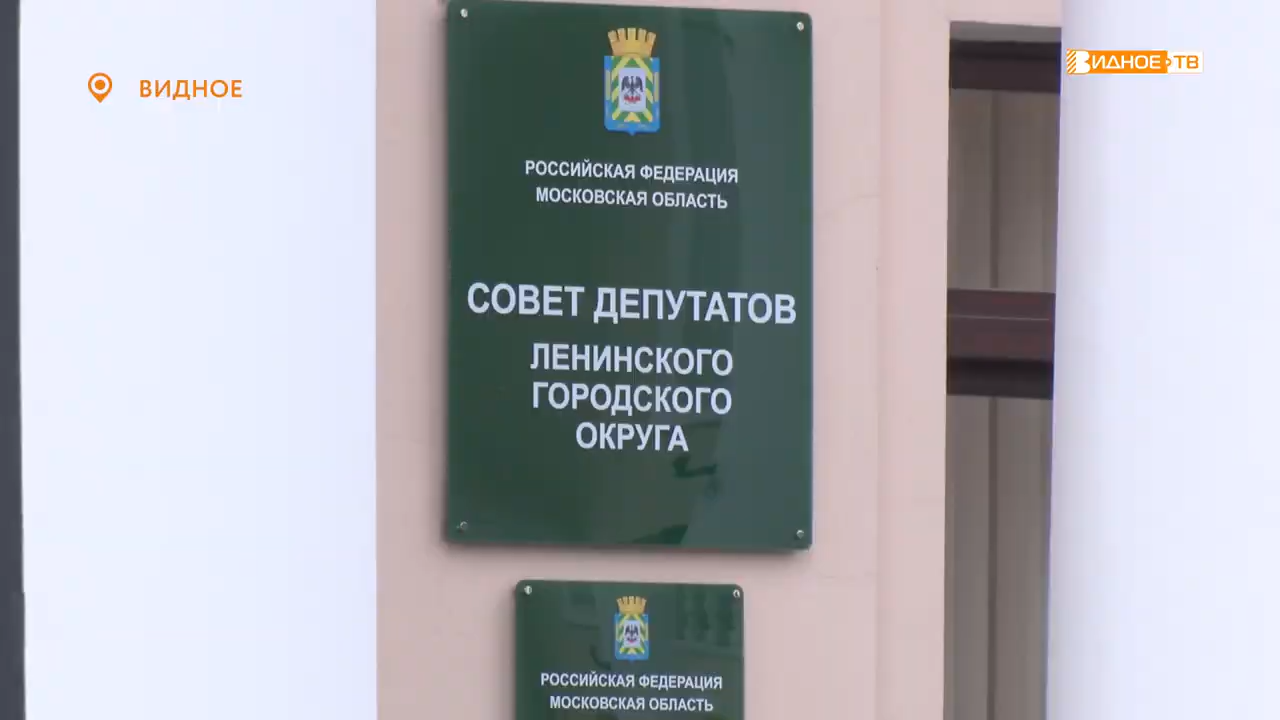 ВИДНОЕ
ВИДНОЕ ТВ
РОССИЙСКАЯ ФЕДЕРАЦИЯ
МОСКОВСКАЯ ОБЛАСТЬ
СОВЕТ ДЕПУТАТОВ
ЛЕНИНСКОГО
ГОРОДСКОГО
ОКРУГА
РОССИЙСКАЯ ФЕДЕРАЦИЯ
МОСКОВСКАЯ ОБЛАСТЬ